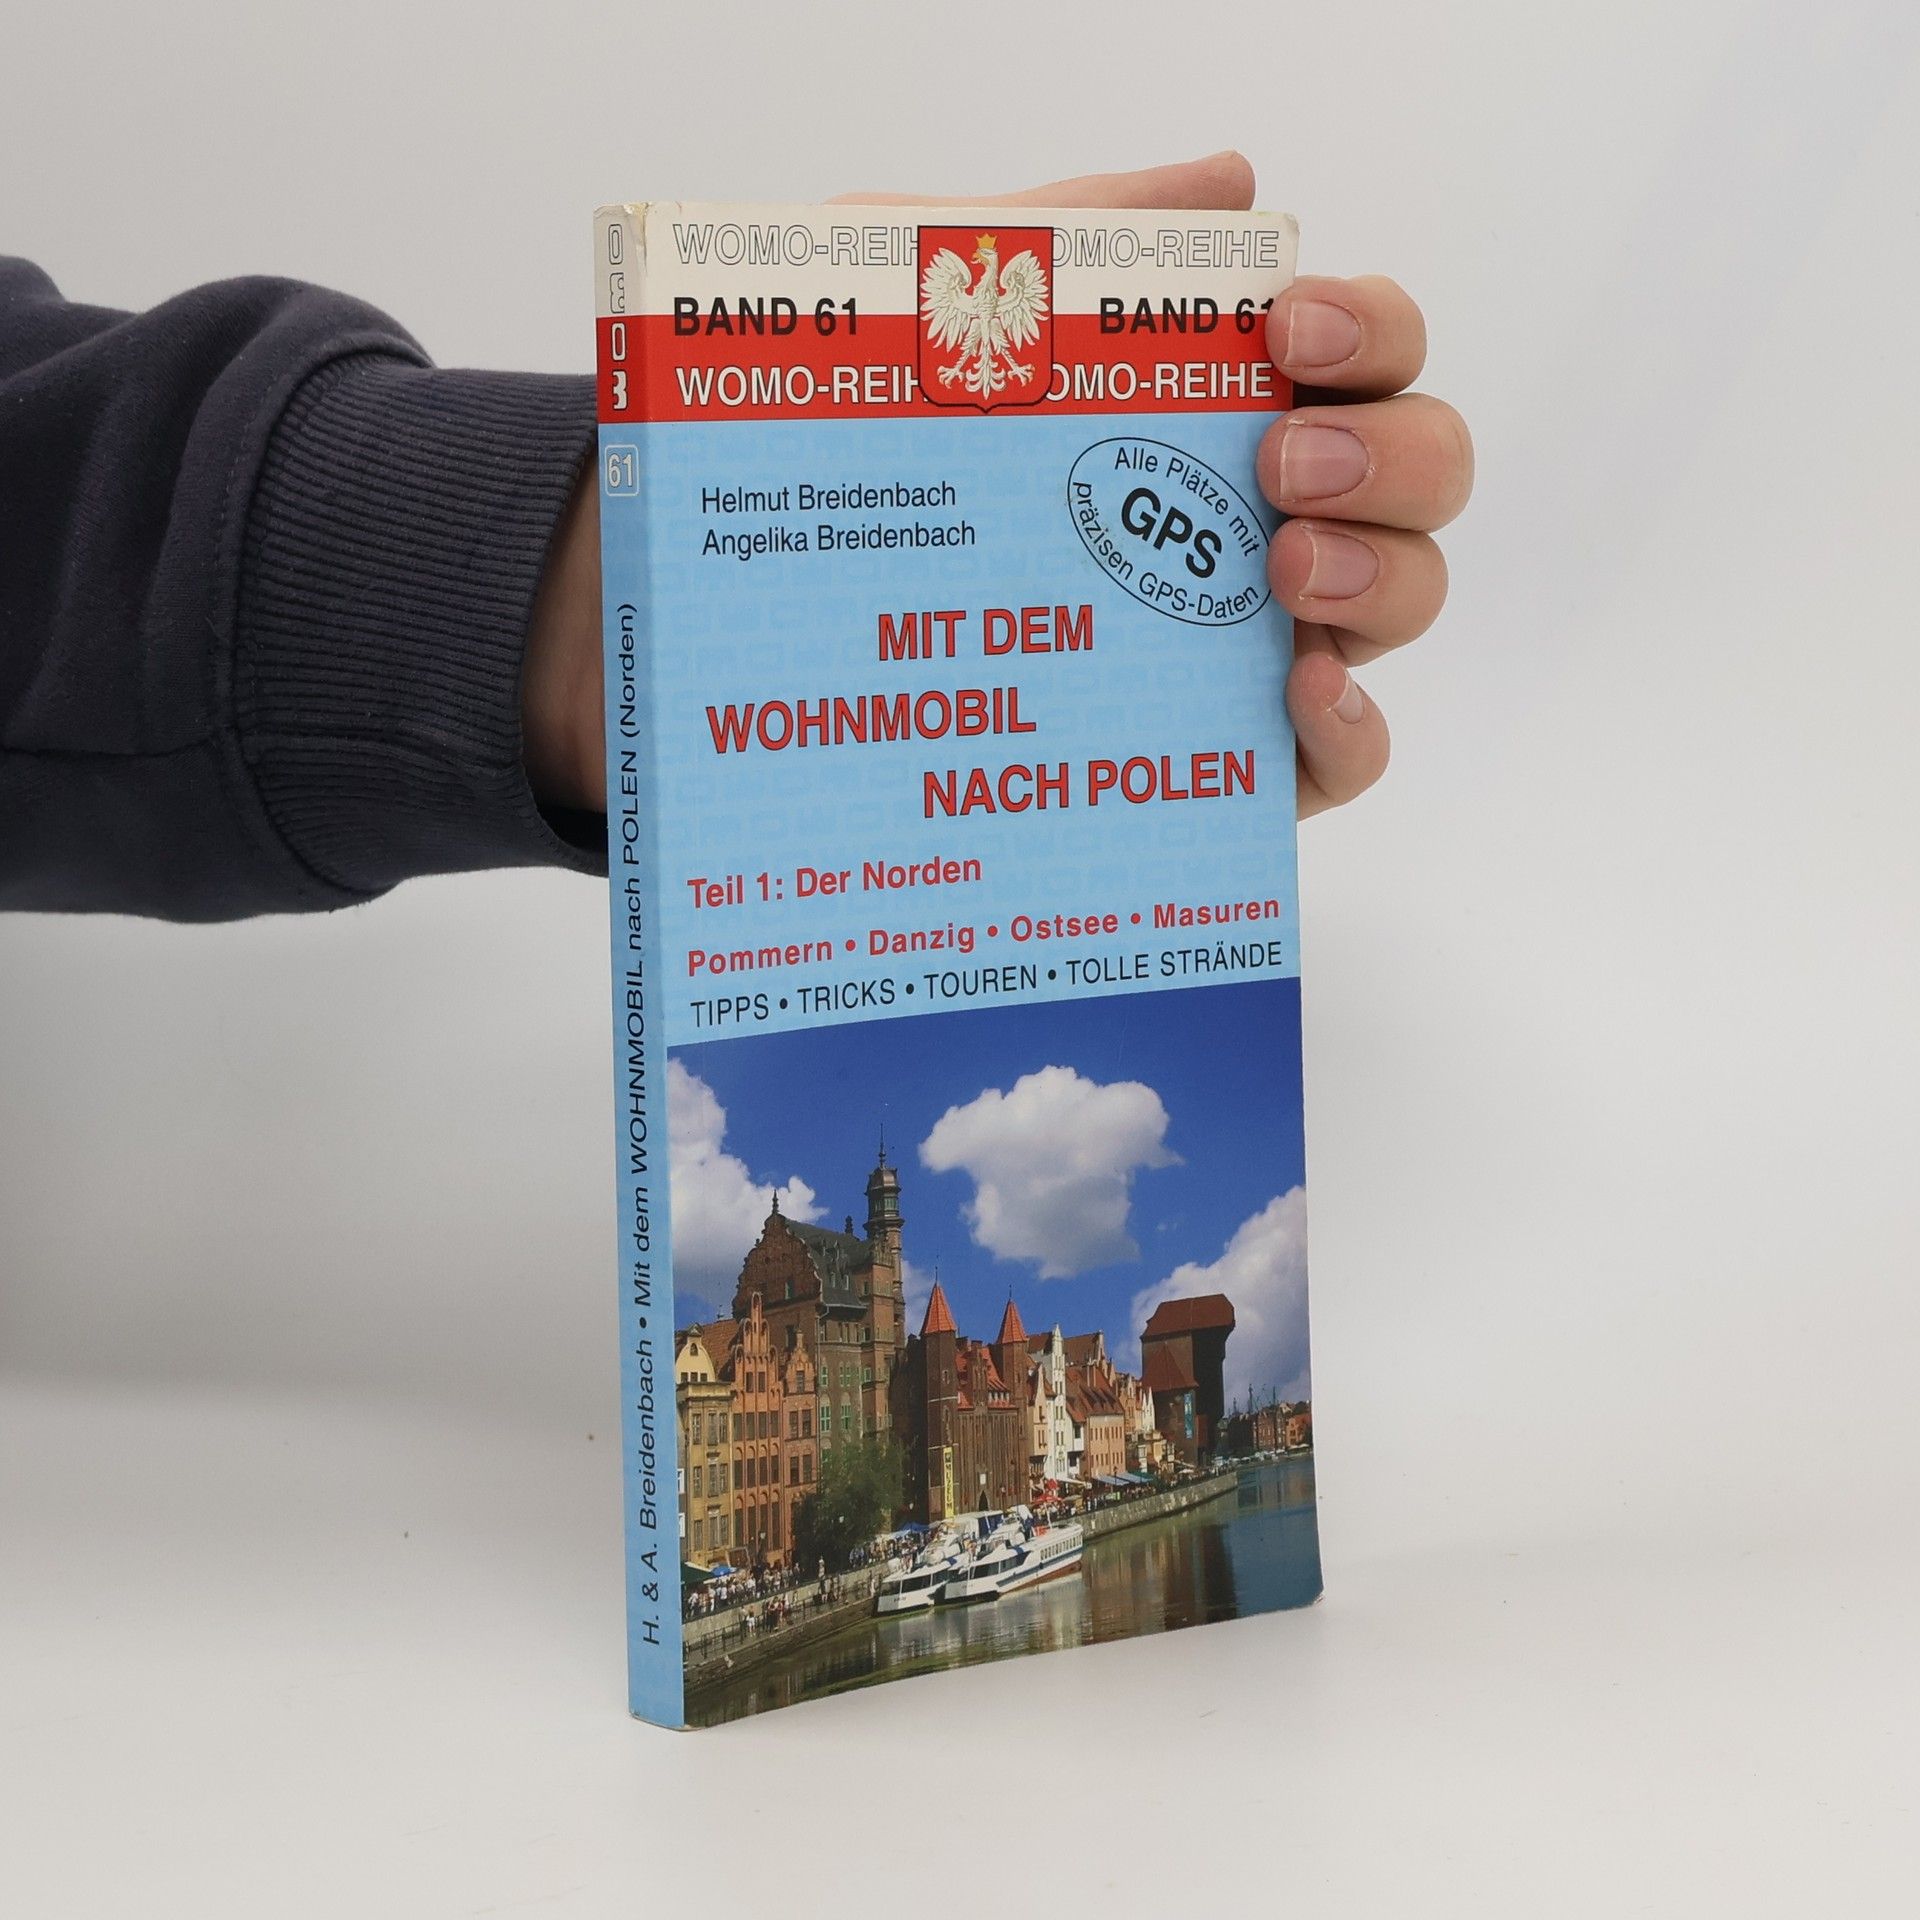 WOMO-REIH OMO-REIHE
BAND 61 BAND 61
WOMO-REIH OMO-REIHE
Helmut Breidenbach
Angelika Breidenbach
Alle Plätze mit
GPS
präzisen GPS-Daten
MIT DEM
WOHNMOBIL
NACH POLEN
Teil 1: Der Norden
Pommern • Danzig • Ostsee • Masuren
TIPPS • TRICKS • TOUREN • TOLLE STRÄNDE
WOMO
61
H. & A. Breidenbach • Mit dem WOHNMOBIL nach POLEN (Norden)